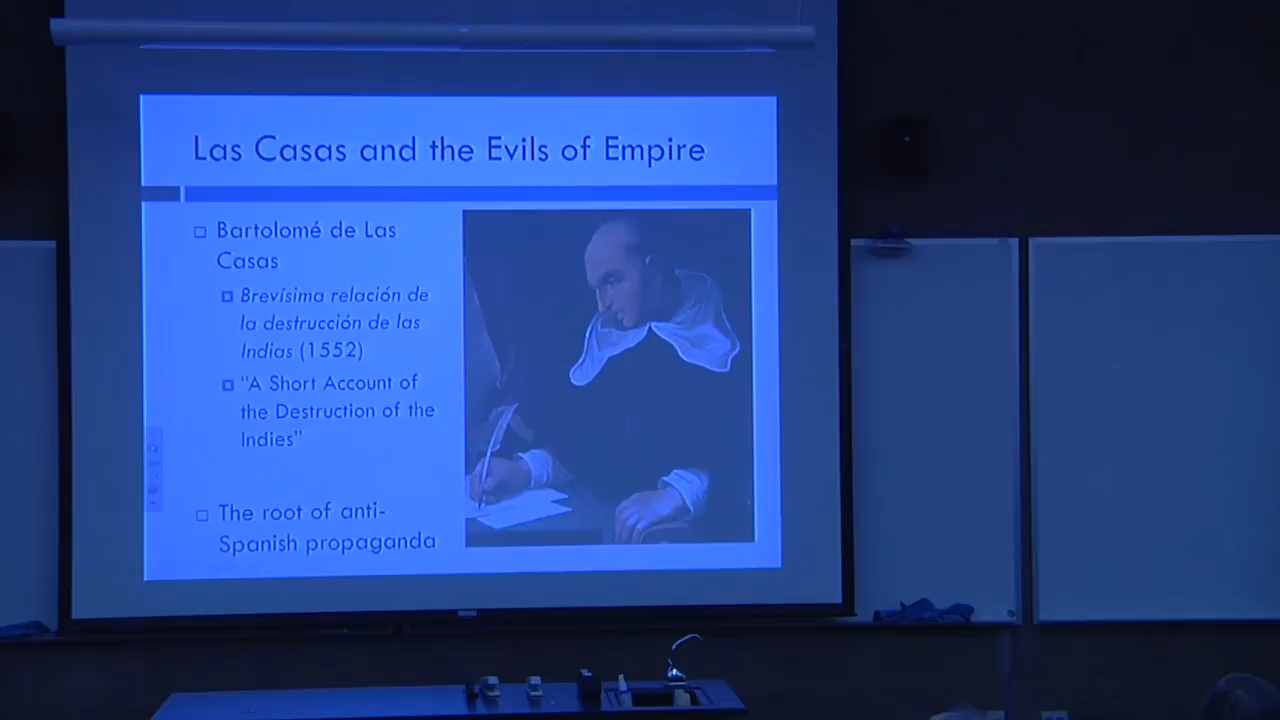 Las Casas and the Evils of Empire
Bartolomé de Las
Casas
Brevísima relación de
la destrucción de las
Indias (1552)
"A Short Account of
the Destruction of the
Indies"
The root of anti-
Spanish propaganda